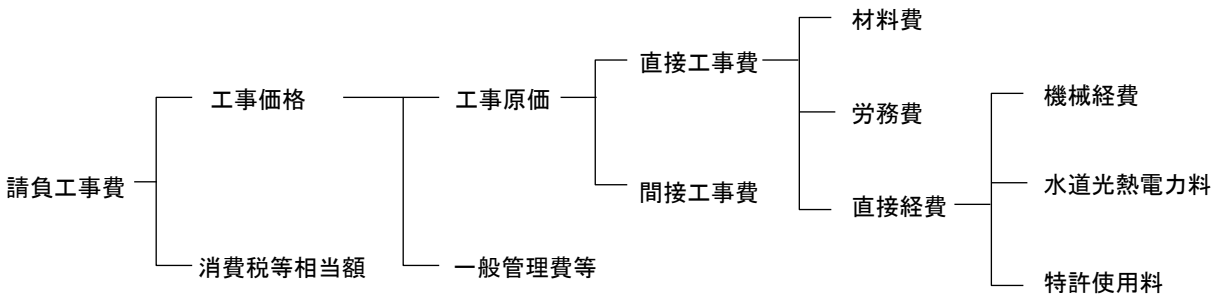 材料費
直接工事費
工事価格
工事原価
機械経費
労務費
請負工事費
間接工事費
直接経費
水道光熱電力料
消費税等相当額
一般管理費等
特許使用料